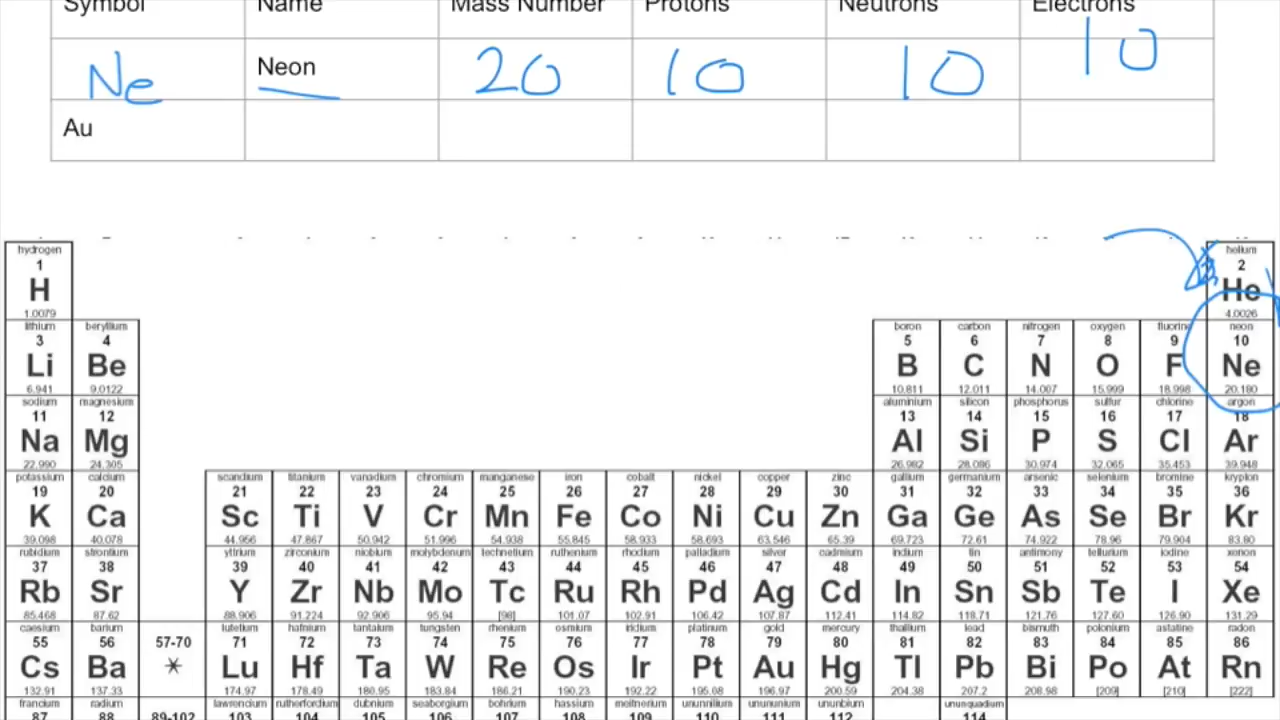 Symbol Name Mass Number Protons Neutrons Electrons
Ne Neon 20 10 10 10
Au
hydrogen helium
1 2
H He
1.0079 4.0026
lithium beryllium boron carbon nitrogen oxygen fluorine neon
3 4 5 6 7 8 9 10
Li Be B C N O F Ne
6.941 9.0122 10.811 12.011 14.007 15.999 18.998 20.180
sodium magnesium aluminium silicon phosphorus sulfur chlorine argon
11 12 13 14 15 16 17 18
Na Mg Al Si P S Cl Ar
22.990 24.305 26.982 28.086 30.974 32.065 35.453 39.948
potassium calcium scandium titanium vanadium chromium manganese iron cobalt nickel copper zinc gallium germanium arsenic selenium bromine krypton
19 20 21 22 23 24 25 26 27 28 29 30 31 32 33 34 35 36
K Ca Sc Ti V Cr Mn Fe Co Ni Cu Zn Ga Ge As Se Br Kr
39.098 40.078 44.956 47.867 50.942 51.996 54.938 55.845 58.933 58.693 63.546 65.39 69.723 72.61 74.922 78.96 79.904 83.80
rubidium strontium yttrium zirconium niobium molybdenum technetium ruthenium rhodium palladium silver cadmium indium tin antimony tellurium iodine xenon
37 38 39 40 41 42 43 44 45 46 47 48 49 50 51 52 53 54
Rb Sr Y Zr Nb Mo Tc Ru Rh Pd Ag Cd In Sn Sb Te I Xe
85.468 87.62 88.906 91.224 92.906 95.94 [98] 101.07 102.91 106.42 107.87 112.41 114.82 118.71 121.76 127.60 126.90 131.29
caesium barium lutetium hafnium tantalum tungsten rhenium osmium iridium platinum gold mercury thallium lead bismuth polonium astatine radon
55 56 57-70 71 72 73 74 75 76 77 78 79 80 81 82 83 84 85 86
Cs Ba * Lu Hf Ta W Re Os Ir Pt Au Hg Tl Pb Bi Po At Rn
132.91 137.33 174.97 178.49 180.95 183.84 186.21 190.23 192.22 195.08 196.97 200.59 204.38 207.2 208.98 [209] [210] [222]
francium radium lawrencium rutherfordium dubnium seaborgium bohrium hassium meitnerium ununnilium unununium ununbium ununquadium
87 88 89-102 103 104 105 106 107 108 109 110 111 112 114